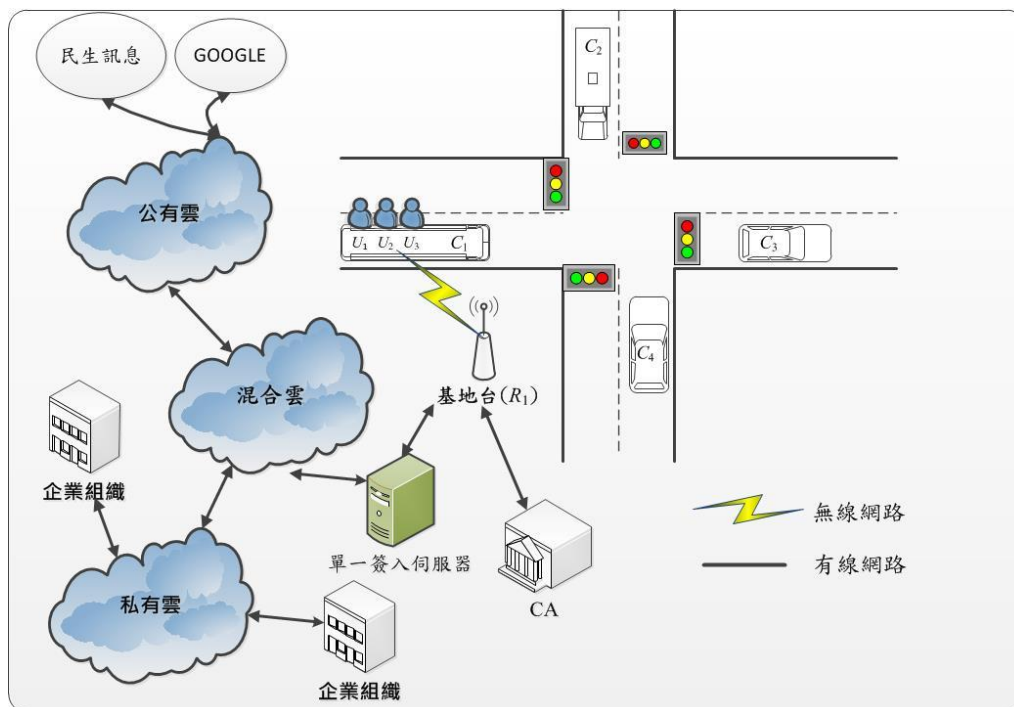 民生訊息
GOOGLE
C2
公有雲
U1 U2 U3 C1
C3
混合雲
基地台(R1)
C4
企業組織
單一簽入伺服器
無線網路
有線網路
私有雲
CA
企業組織